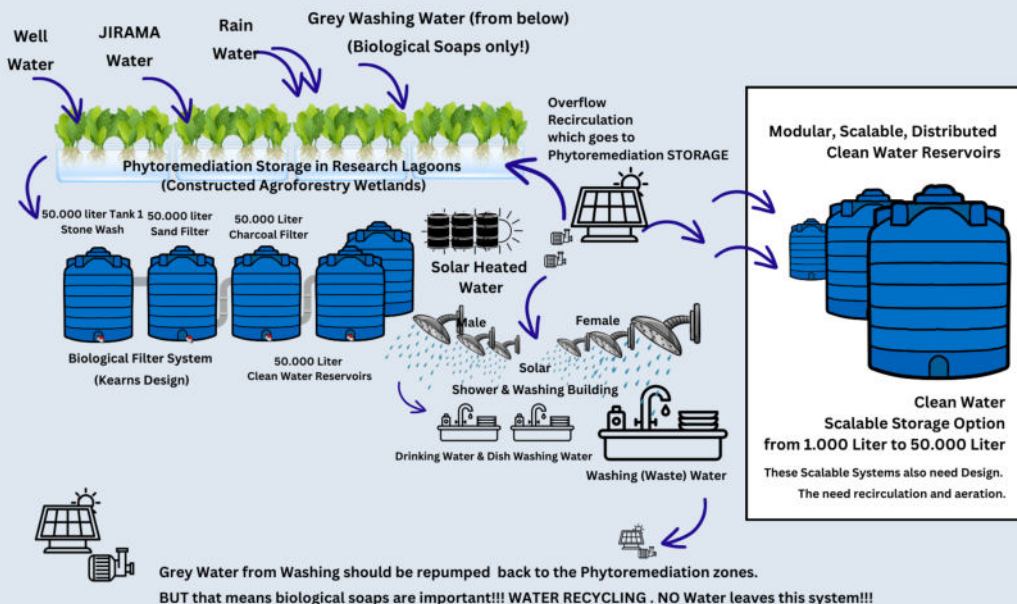 Well
Water
JIRAMA
Water
Rain
Water
Grey Washing Water (from below)
(Biological Soaps only!)
Overflow
Recirculation
which goes to
Phytoremediation STORAGE
Phytoremediation Storage in Research Lagoons
(Constructed Agroforestry Wetlands)
50.000 liter Tank 1
Stone Wash
50.000 liter
Sand Filter
50.000 Liter
Charcoal Filter
Solar Heated
Water
Biological Filter System
(Kearns Design)
50.000 Liter
Clean Water Reservoirs
Male
Female
Solar
Shower & Washing Building
Drinking Water & Dish Washing Water
Washing (Waste) Water
Modular, Scalable, Distributed
Clean Water Reservoirs
Clean Water
Scalable Storage Option
from 1.000 Liter to 50.000 Liter
These Scalable Systems also need Design.
The need recirculation and aeration.
Grey Water from Washing should be repumped back to the Phytoremediation zones.
BUT that means biological soaps are important!!! WATER RECYCLING . NO Water leaves this system!!!